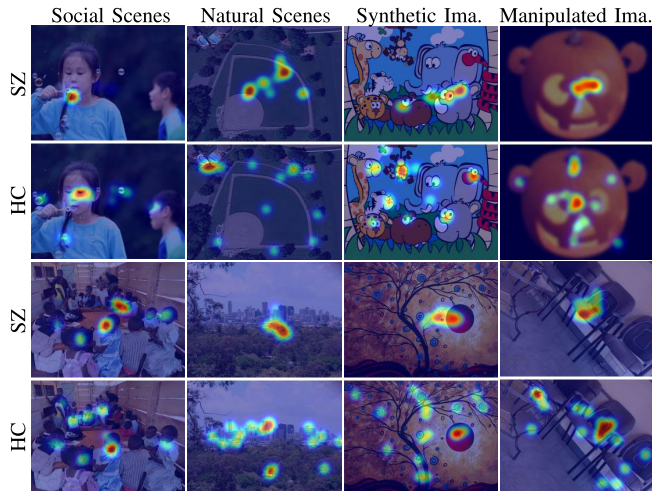 Social Scenes Natural Scenes Synthetic Ima. Manipulated Ima.
SZ
HC
SZ
HC